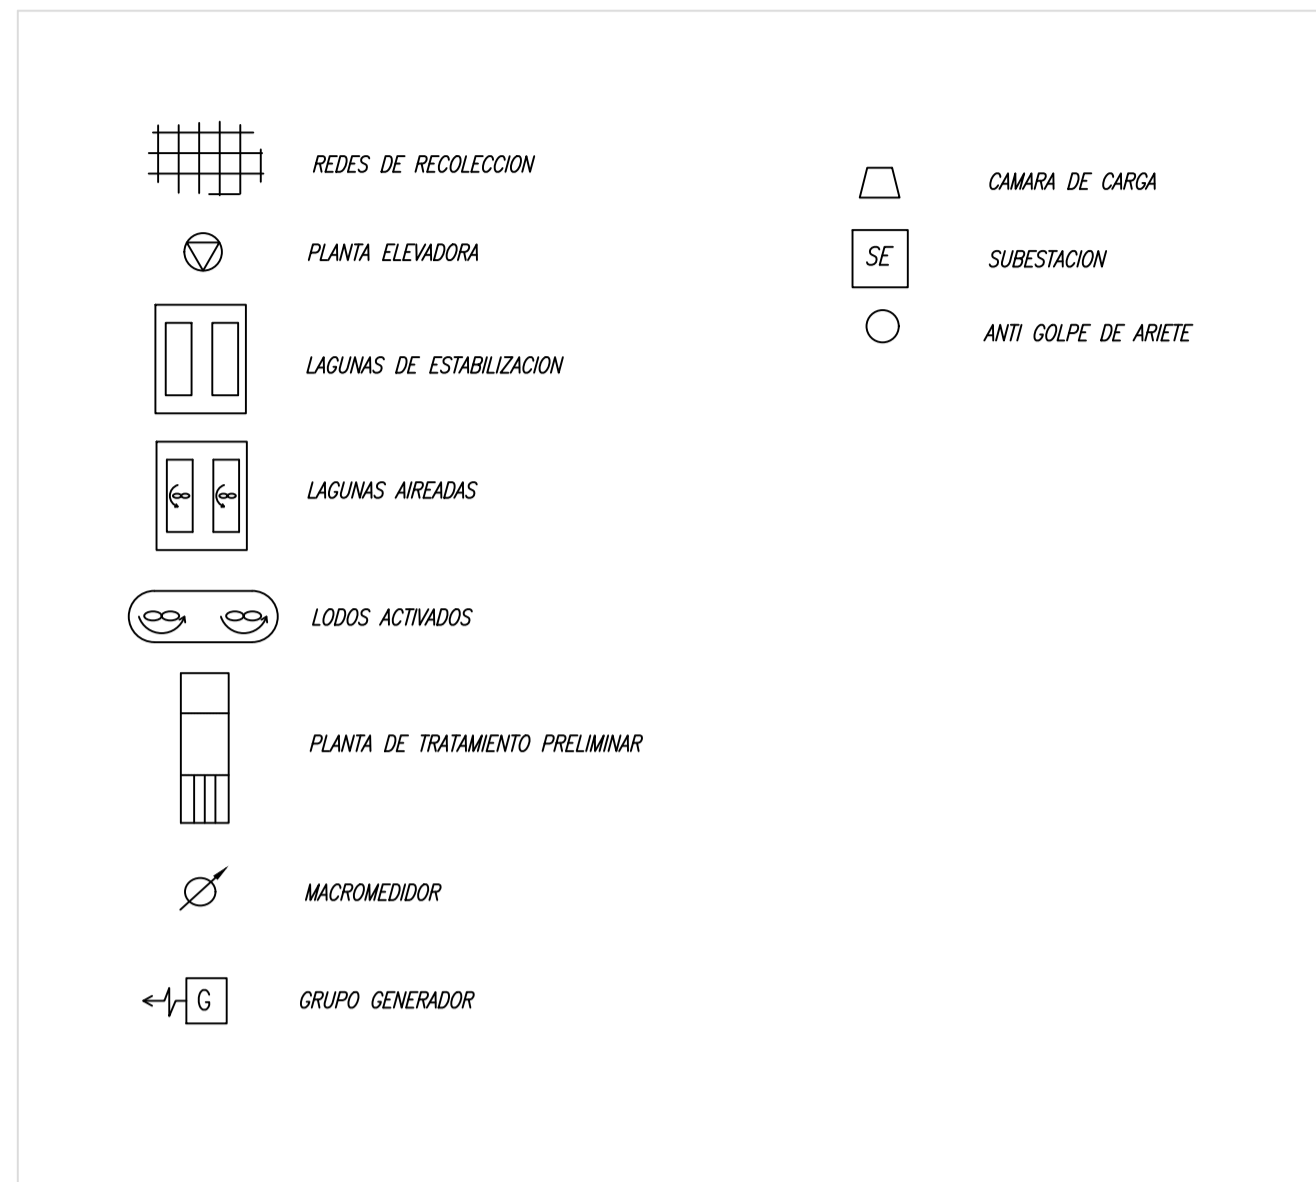 REDES DE RECOLECCION
PLANTA ELEVADORA
LAGUNAS DE ESTABILIZACION
LAGUNAS AIREADAS
LODOS ACTIVADOS
PLANTA DE TRATAMIENTO PRELIMINAR
MACROMEDIDOR
G
GRUPO GENERADOR
CAMARA DE CARGA
SE
SUBESTACION
ANTI GOLPE DE ARIETE